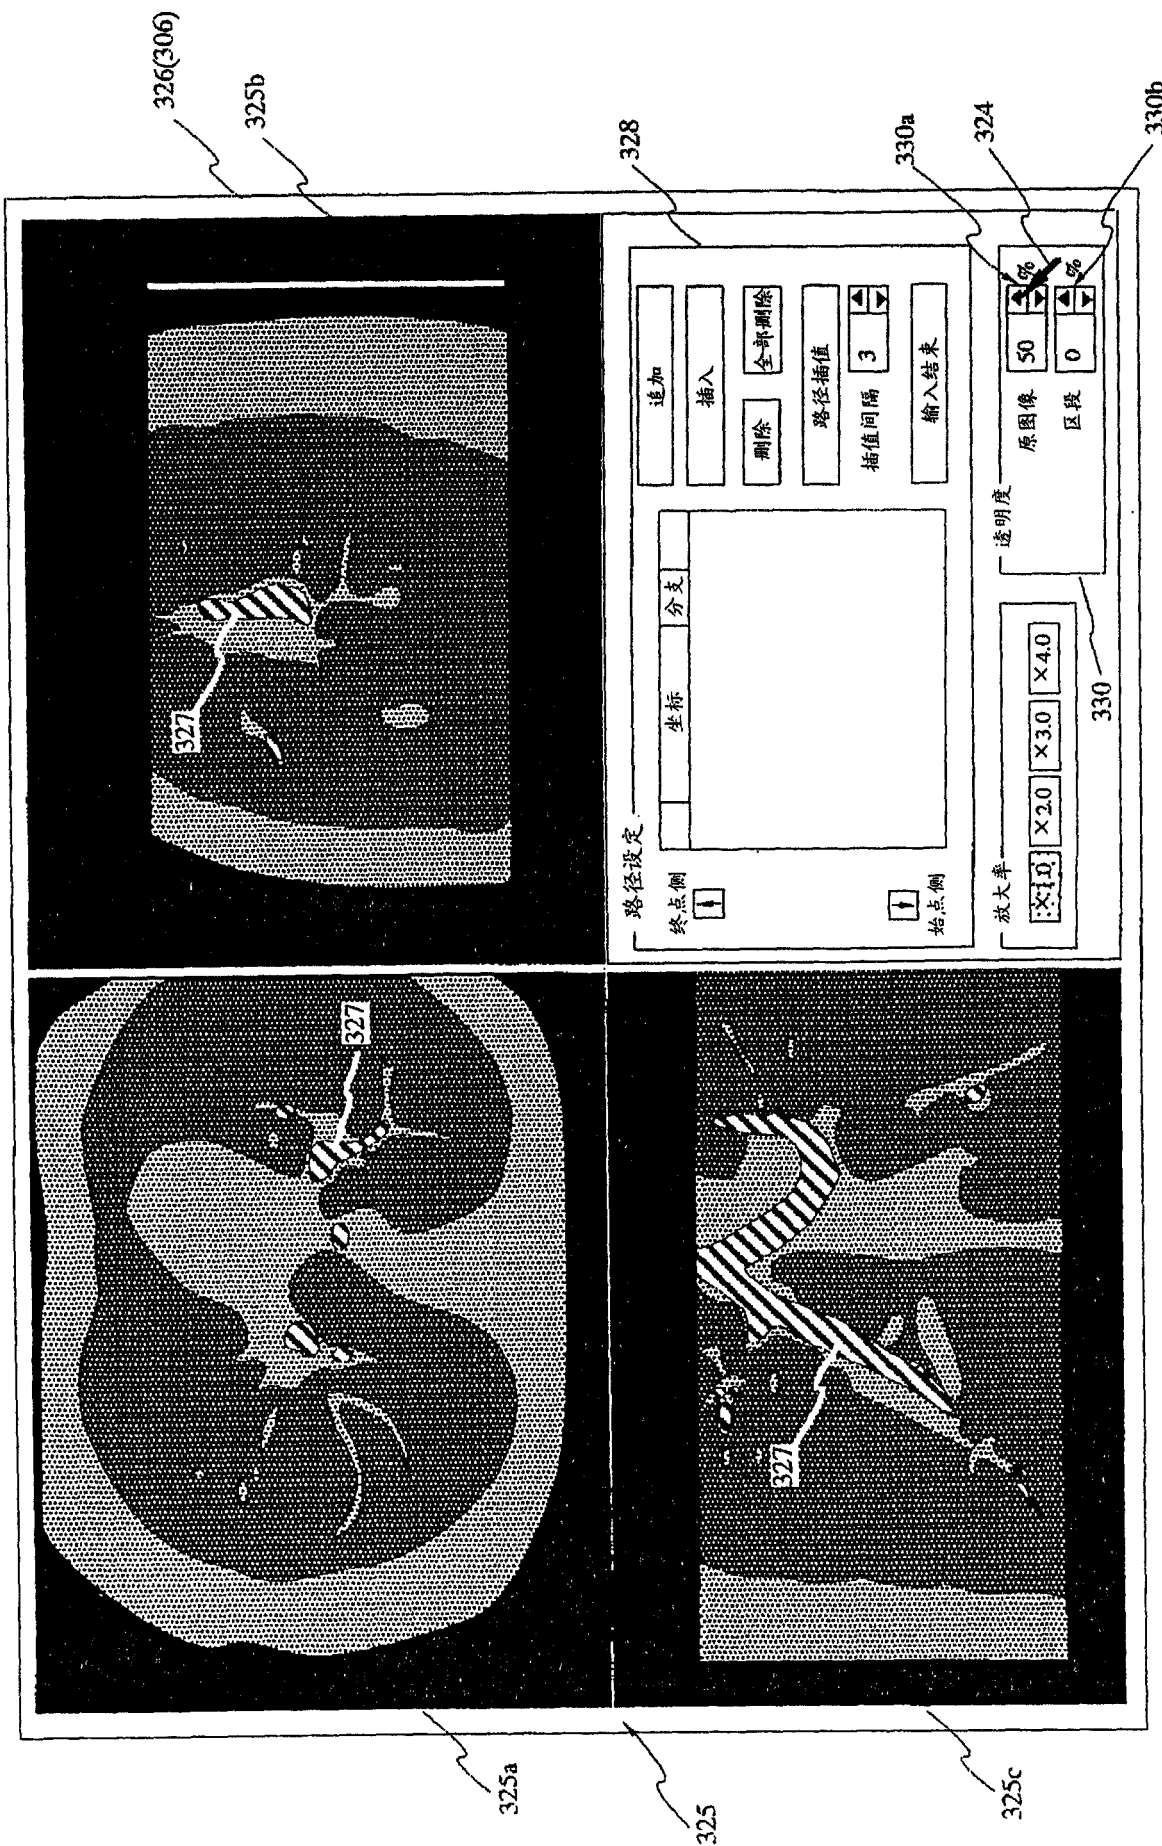 326(306)
325b
327
327
327
325a
325
325c
328
路径设定
终点侧
始点侧
坐标
分支
追加
插入
删除
全部删除
路径插值
插值间隔
3
输入结束
放大率
×1.0
×2.0
×3.0
×4.0
透明度
原图像
50
%
区段
0
%
330
330a
324
330b